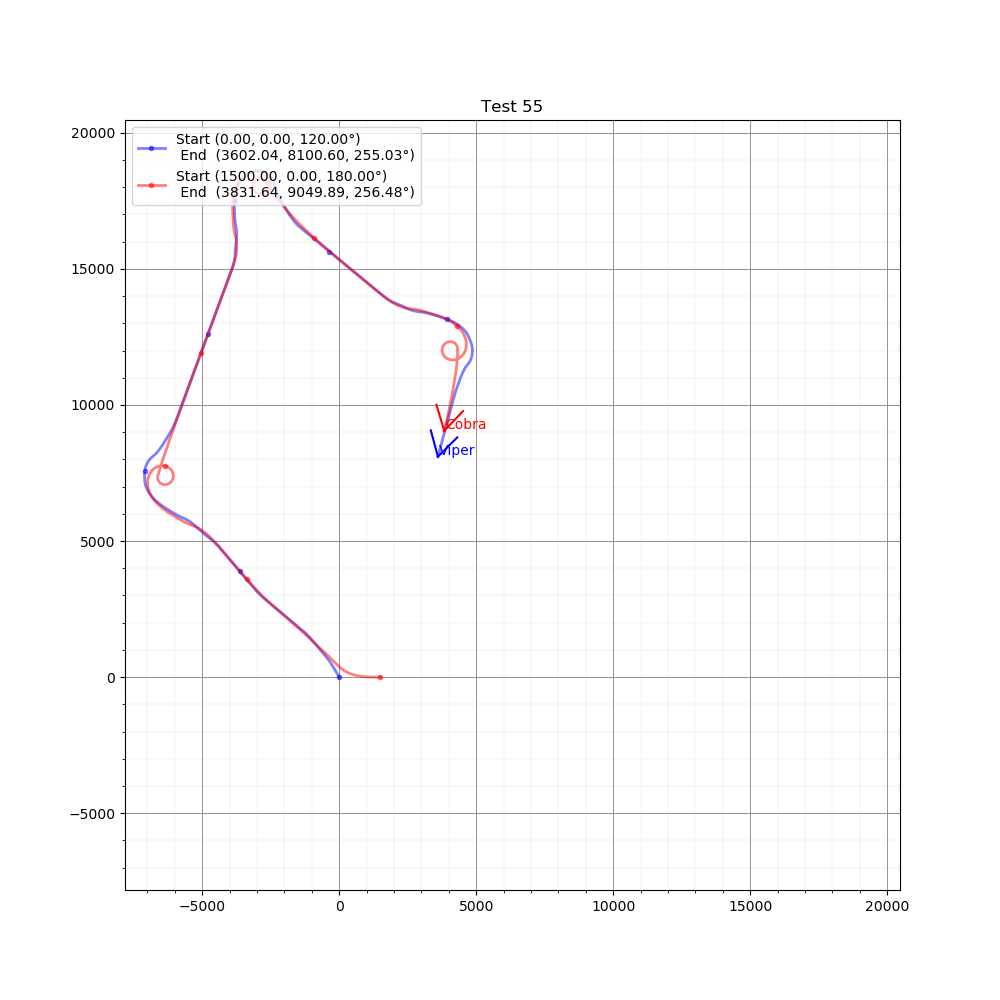 Test 55
Start (0.00, 0.00, 120.00°)
End (3602.04, 8100.60, 255.03°)
Start (1500.00, 0.00, 180.00°)
End (3831.64, 9049.89, 256.48°)
20000
15000
10000
5000
0
−5000
Cobra
Viper
−5000 0 5000 10000 15000 20000